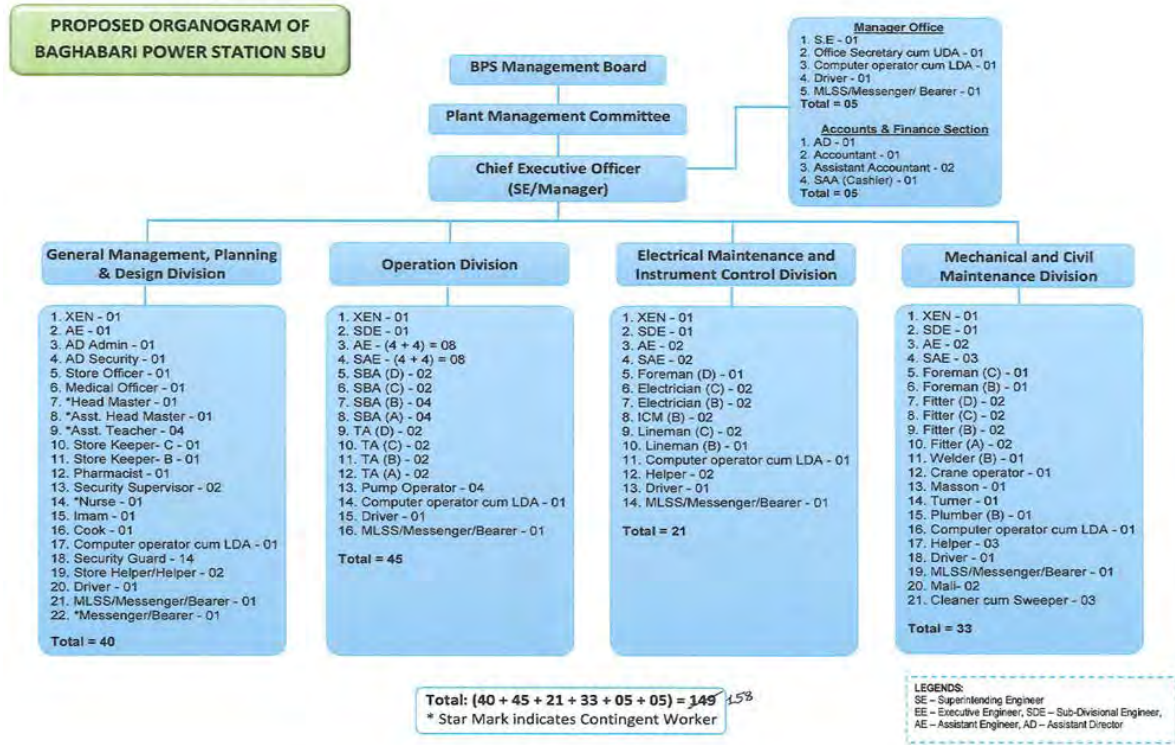 PROPOSED ORGANOGRAM OF
BAGHABARI POWER STATION SBU
BPS Management Board
Plant Management Committee
Chief Executive Officer
(SE/Manager)
Manager Office
1. S.E - 01
2. Office Secretary cum UDA - 01
3. Computer operator cum LDA - 01
4. Driver - 01
5. MLSS/Messenger/ Bearer - 01
Total = 05
Accounts & Finance Section
1. AD - 01
2. Accountant - 01
3. Assistant Accountant - 02
4. SAA (Cashier) - 01
Total = 05
General Management, Planning
& Design Division
1. XEN - 01
2. AE - 01
3. AD Admin - 01
4. AD Security - 01
5. Store Officer - 01
6. Medical Officer - 01
7. *Head Master - 01
8. *Asst. Head Master - 01
9. *Asst. Teacher - 04
10. Store Keeper- C - 01
11. Store Keeper- B - 01
12. Pharmacist - 01
13. Security Supervisor - 02
14. *Nurse - 01
15. Imam - 01
16. Cook - 01
17. Computer operator cum LDA - 01
18. Security Guard - 14
19. Store Helper/Helper - 02
20. Driver - 01
21. MLSS/Messenger/Bearer - 01
22. *Messenger/Bearer - 01
Total = 40
Operation Division
1. XEN - 01
2. SDE - 01
3. AE - (4 + 4) = 08
4. SAE - (4 + 4) = 08
5. SBA (D) - 02
6. SBA (C) - 02
7. SBA (B) - 04
8. SBA (A) - 04
9. TA (D) - 02
10. TA (C) - 02
11. TA (B) - 02
12. TA (A) - 02
13. Pump Operator - 04
14. Computer operator cum LDA - 01
15. Driver - 01
16. MLSS/Messenger/Bearer - 01
Total = 45
Electrical Maintenance and
Instrument Control Division
1. XEN - 01
2. SDE - 01
3. AE - 02
4. SAE - 02
5. Foreman (D) - 01
6. Electrician (C) - 02
7. Electrician (B) - 02
8. ICM (B) - 02
9. Lineman (C) - 02
10. Lineman (B) - 01
11. Computer operator cum LDA - 01
12. Helper - 02
13. Driver - 01
14. MLSS/Messenger/Bearer - 01
Total = 21
Mechanical and Civil
Maintenance Division
1. XEN - 01
2. SDE - 01
3. AE - 02
4. SAE - 03
5. Foreman (C) - 01
6. Foreman (B) - 01
7. Fitter (D) - 02
8. Fitter (C) - 02
9. Fitter (B) - 02
10. Fitter (A) - 02
11. Welder (B) - 01
12. Crane operator - 01
13. Masson - 01
14. Turner - 01
15. Plumber (B) - 01
16. Computer operator cum LDA - 01
17. Helper - 03
18. Driver - 01
19. MLSS/Messenger/Bearer - 01
20. Mali- 02
21. Cleaner cum Sweeper - 03
Total = 33
Total: (40 + 45 + 21 + 33 + 05 + 05) = 149 158
* Star Mark indicates Contingent Worker
LEGENDS:
SE – Superintending Engineer
EE – Executive Engineer, SDE – Sub-Divisional Engineer,
AE – Assistant Engineer, AD – Assistant Director